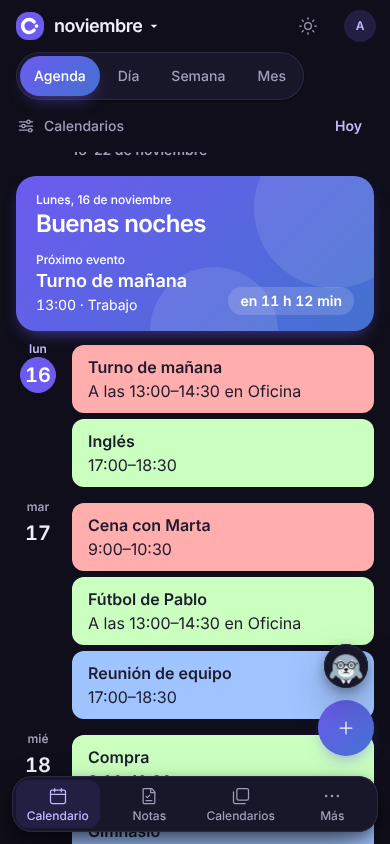 noviembre
A
Agenda
Día
Semana
Mes
Calendarios
Hoy
Lunes, 16 de noviembre
Buenas noches
Próximo evento
Turno de mañana
13:00 · Trabajo
en 11 h 12 min
lun
16
Turno de mañana
A las 13:00–14:30 en Oficina
Inglés
17:00–18:30
mar
17
Cena con Marta
9:00–10:30
Fútbol de Pablo
A las 13:00–14:30 en Oficina
Reunión de equipo
17:00–18:30
mié
18
Compra
Gimnasio
Calendario
Notas
Calendarios
Más